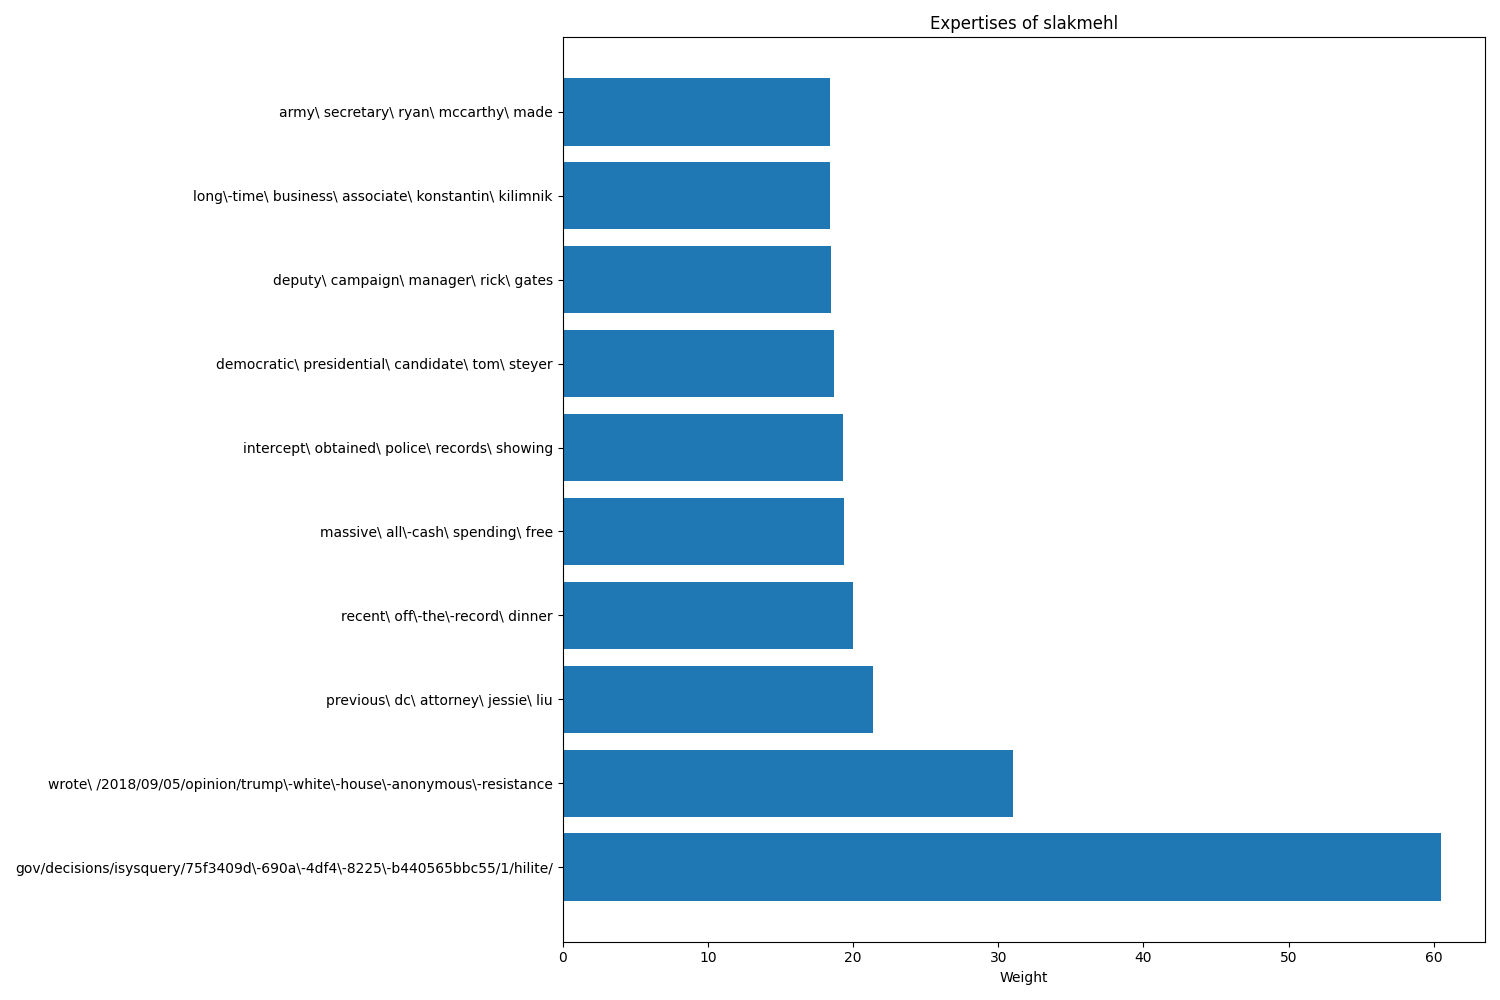 Expertises of slakmehl
army\ secretary\ ryan\ mccarthy\ made
long\-time\ business\ associate\ konstantin\ kilimnik
deputy\ campaign\ manager\ rick\ gates
democratic\ presidential\ candidate\ tom\ steyer
intercept\ obtained\ police\ records\ showing
massive\ all\-cash\ spending\ free
recent\ off\-the\-record\ dinner
previous\ dc\ attorney\ jessie\ liu
wrote\ /2018/09/05/opinion/trump\-white\-house\-anonymous\-resistance
gov/decisions/isysquery/75f3409d\-690a\-4df4\-8225\-b440565bbc55/1/hilite/
0 10 20 30 40 50 60
Weight